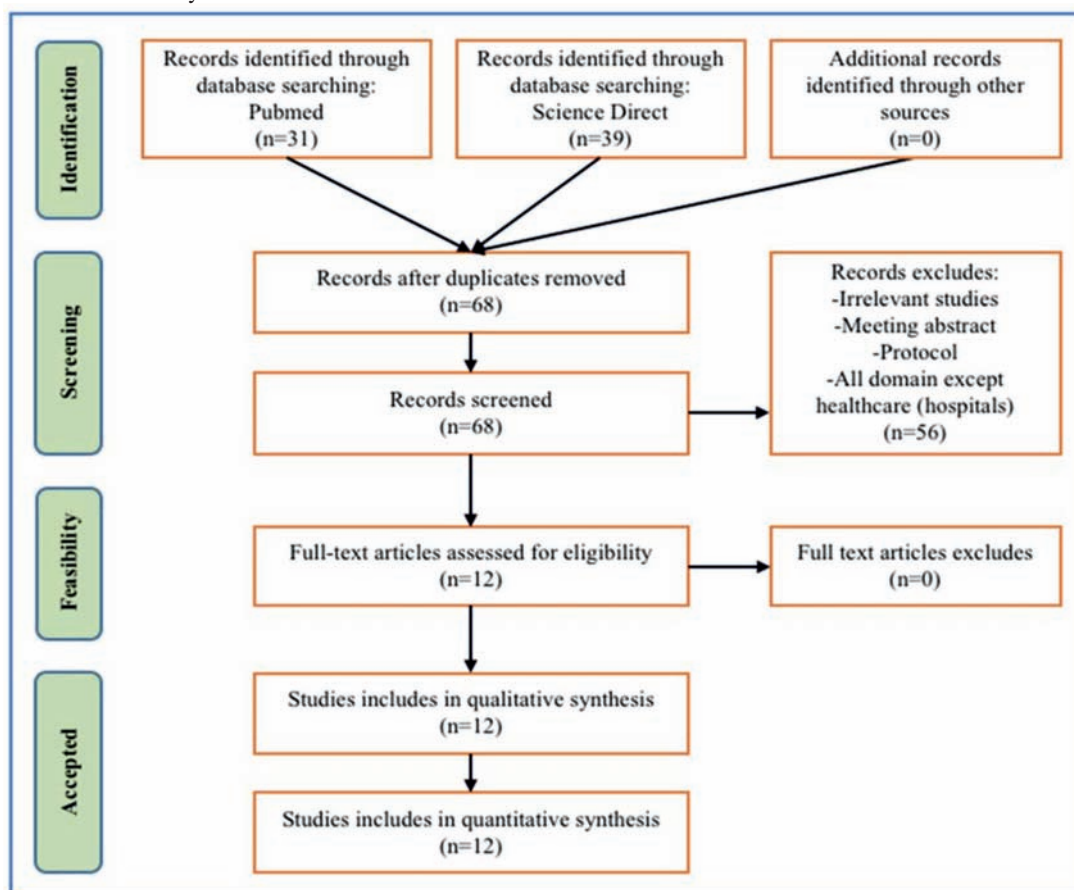 Identification
Records identified through
database searching:
Pubmed
(n=31)
Records identified through
database searching:
Science Direct
(n=39)
Additional records
identified through other
sources
(n=0)
Screening
Records after duplicates removed
(n=68)
Records screened
(n=68)
Records excludes:
-Irrelevant studies
-Meeting abstract
-Protocol
-All domain except
healthcare (hospitals)
(n=56)
Feasibility
Full-text articles assessed for eligibility
(n=12)
Full text articles excludes
(n=0)
Accepted
Studies includes in qualitative synthesis
(n=12)
Studies includes in quantitative synthesis
(n=12)